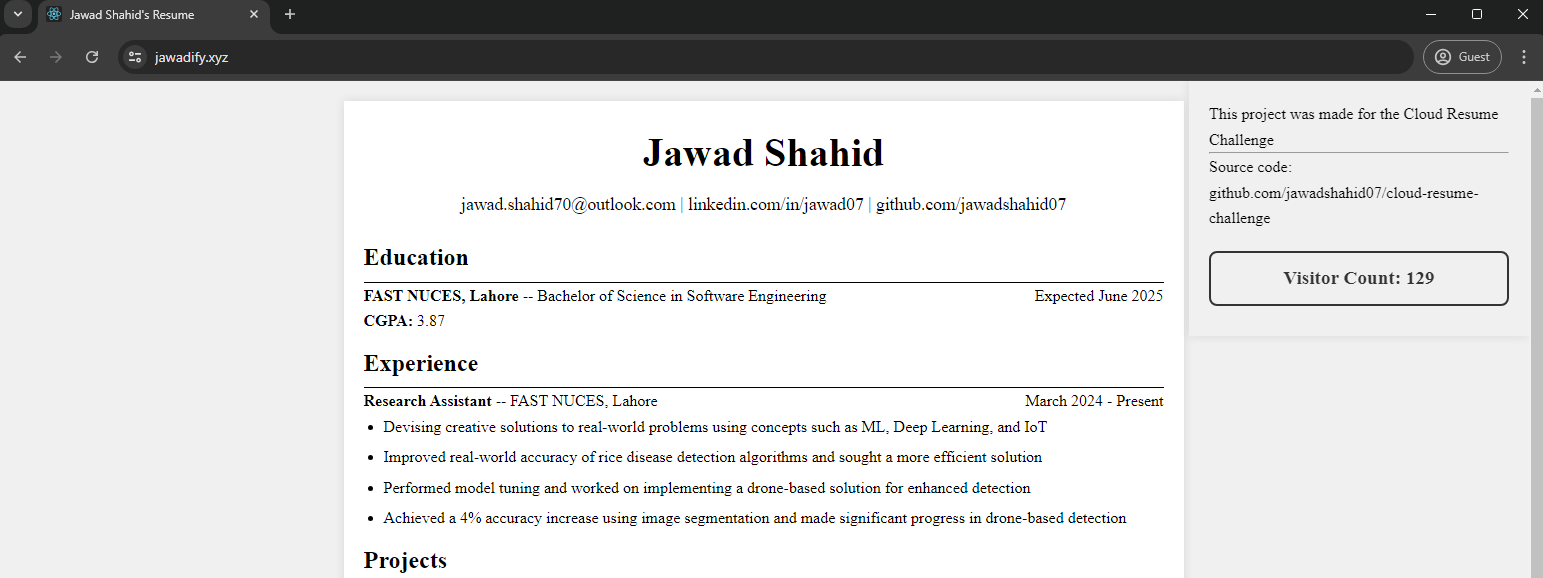 Jawad Shahid's Resume
jawadify.xyz
Guest
Jawad Shahid
jawad.shahid70@outlook.com | linkedin.com/in/jawad07 | github.com/jawadshahid07
Education
FAST NUCES, Lahore -- Bachelor of Science in Software Engineering Expected June 2025
CGPA: 3.87
Experience
Research Assistant -- FAST NUCES, Lahore March 2024 - Present
• Devising creative solutions to real-world problems using concepts such as ML, Deep Learning, and IoT
• Improved real-world accuracy of rice disease detection algorithms and sought a more efficient solution
• Performed model tuning and worked on implementing a drone-based solution for enhanced detection
• Achieved a 4% accuracy increase using image segmentation and made significant progress in drone-based detection
Projects
This project was made for the Cloud Resume
Challenge
Source code:
github.com/jawadshahid07/cloud-resume-
challenge
Visitor Count: 129